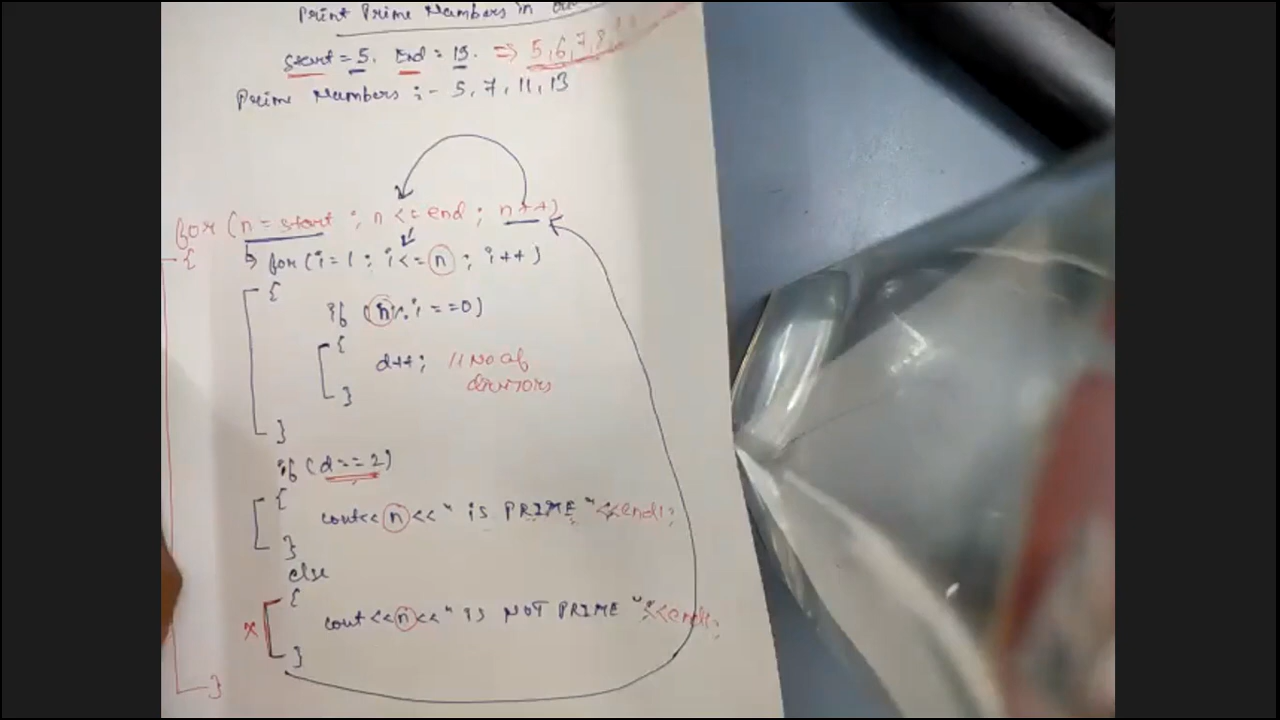 Print Prime Numbers in
start = 5, End = 15. => 5,6,7,8,
Prime Numbers :- 5, 7, 11, 13
for (n = start ; n <= end ; n++)
{
for (i = 1 ; i <= n ; i++)
{
if (n % i == 0)
{
d++; // No of
divisors
}
}
if (d == 2)
{
cout<< n << " is PRIME "<<endl;
}
else
{
x
cout<< n << " is NOT PRIME "<<endl;
}
}